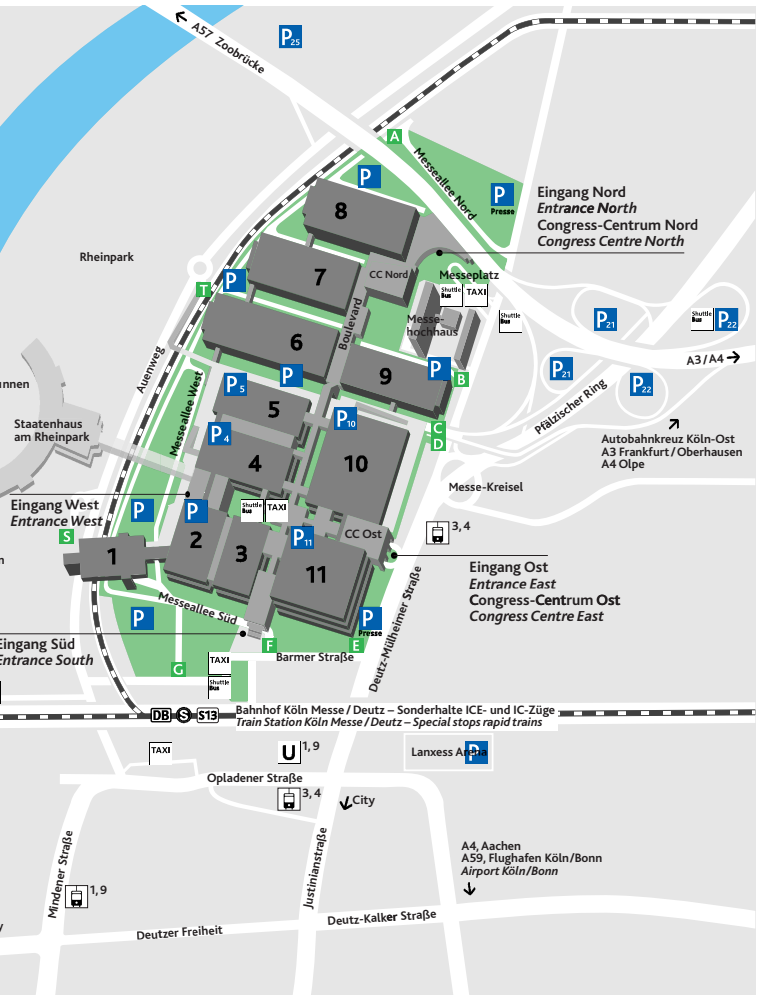 A57 Zoobrücke
P25
A
Messeallee Nord
P
P
Presse
8
Eingang Nord
Entrance North
Congress-Centrum Nord
Congress Centre North
Rheinpark
7
CC Nord
Messeplatz
T
P
Shuttle
Bus
TAXI
Boulevard
Messe-
hochhaus
Shuttle
Bus
P21
Shuttle
Bus
P22
6
A3/A4
Auenweg
P
9
P
B
P21
P22
P5
Pfälzischer Ring
Messeallee West
5
P10
Staatenhaus
am Rheinpark
P4
C
D
Autobahnkreuz Köln-Ost
A3 Frankfurt/Oberhausen
A4 Olpe
4
10
Messe-Kreisel
Eingang West
Entrance West
P
P
Shuttle
Bus
TAXI
S
3, 4
P11
CC Ost
1
2
3
11
Eingang Ost
Entrance East
Congress-Centrum Ost
Congress Centre East
Messeallee Süd
P
P
Presse
Deutz-Mülheimer Straße
Eingang Süd
Entrance South
F
E
G
TAXI
Barmer Straße
Shuttle
Bus
DB
S
S13
Bahnhof Köln Messe/Deutz – Sonderhalte ICE- und IC-Züge
Train Station Köln Messe/Deutz – Special stops rapid trains
TAXI
U
1, 9
Lanxess Arena
P
Opladener Straße
3, 4
City
Mindener Straße
Justinianstraße
A4, Aachen
A59, Flughafen Köln/Bonn
Airport Köln/Bonn
1, 9
Deutzer Freiheit
Deutz-Kalker Straße